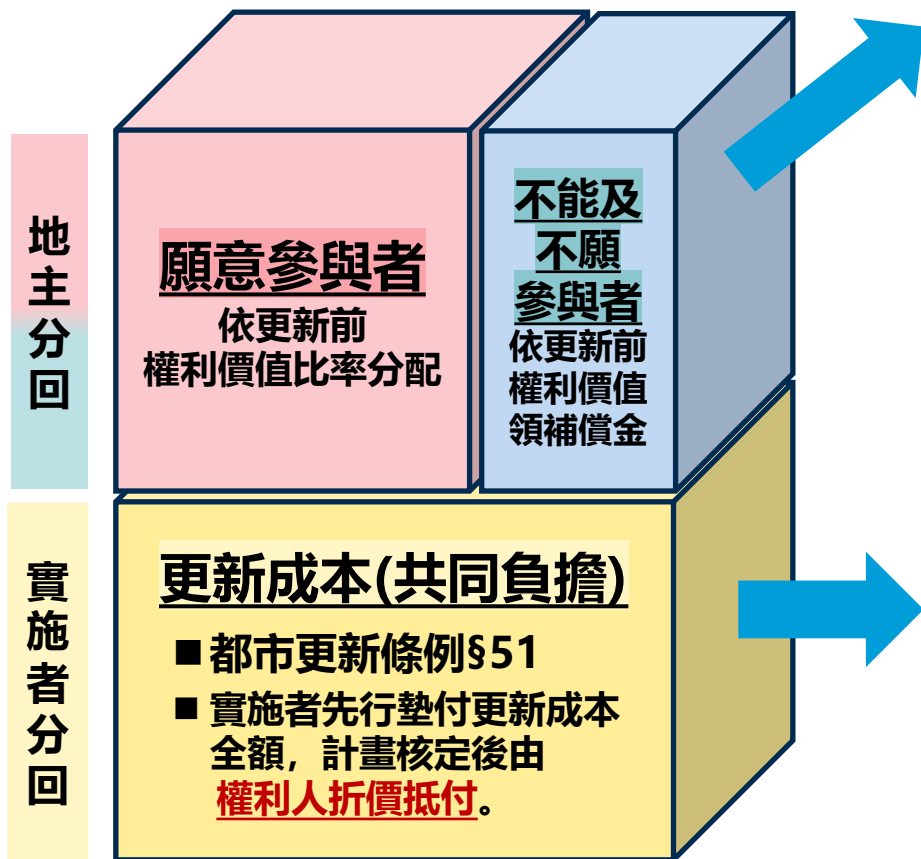 地主分回
願意參與者
依更新前
權利價值比率分配
不能及
不願
參與者
依更新前
權利價值
領補償金
實施者分回
更新成本(共同負擔)
■ 都市更新條例§51
■ 實施者先行墊付更新成本
全額，計畫核定後由
權利人折價抵付。